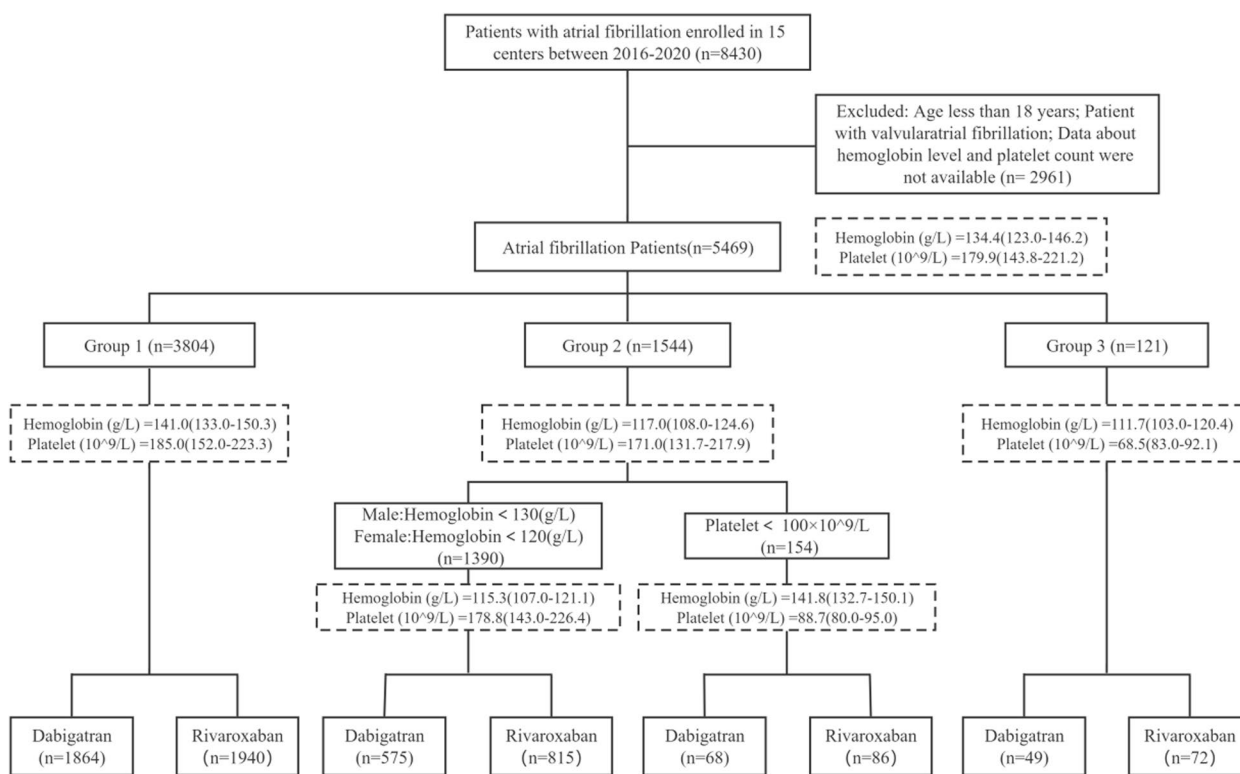 Patients with atrial fibrillation enrolled in 15
centers between 2016-2020 (n=8430)
Excluded: Age less than 18 years; Patient
with valvularatrial fibrillation; Data about
hemoglobin level and platelet count were
not available (n= 2961)
Atrial fibrillation Patients(n=5469)
Hemoglobin (g/L) =134.4(123.0-146.2)
Platelet (10^9/L) =179.9(143.8-221.2)
Group 1 (n=3804)
Group 2 (n=1544)
Group 3 (n=121)
Hemoglobin (g/L) =141.0(133.0-150.3)
Platelet (10^9/L) =185.0(152.0-223.3)
Hemoglobin (g/L) =117.0(108.0-124.6)
Platelet (10^9/L) =171.0(131.7-217.9)
Hemoglobin (g/L) =111.7(103.0-120.4)
Platelet (10^9/L) =68.5(83.0-92.1)
Male:Hemoglobin < 130(g/L)
Female:Hemoglobin < 120(g/L)
(n=1390)
Platelet < 100×10^9/L
(n=154)
Hemoglobin (g/L) =115.3(107.0-121.1)
Platelet (10^9/L) =178.8(143.0-226.4)
Hemoglobin (g/L) =141.8(132.7-150.1)
Platelet (10^9/L) =88.7(80.0-95.0)
Dabigatran
(n=1864)
Rivaroxaban
(n=1940)
Dabigatran
(n=575)
Rivaroxaban
(n=815)
Dabigatran
(n=68)
Rivaroxaban
(n=86)
Dabigatran
(n=49)
Rivaroxaban
(n=72)